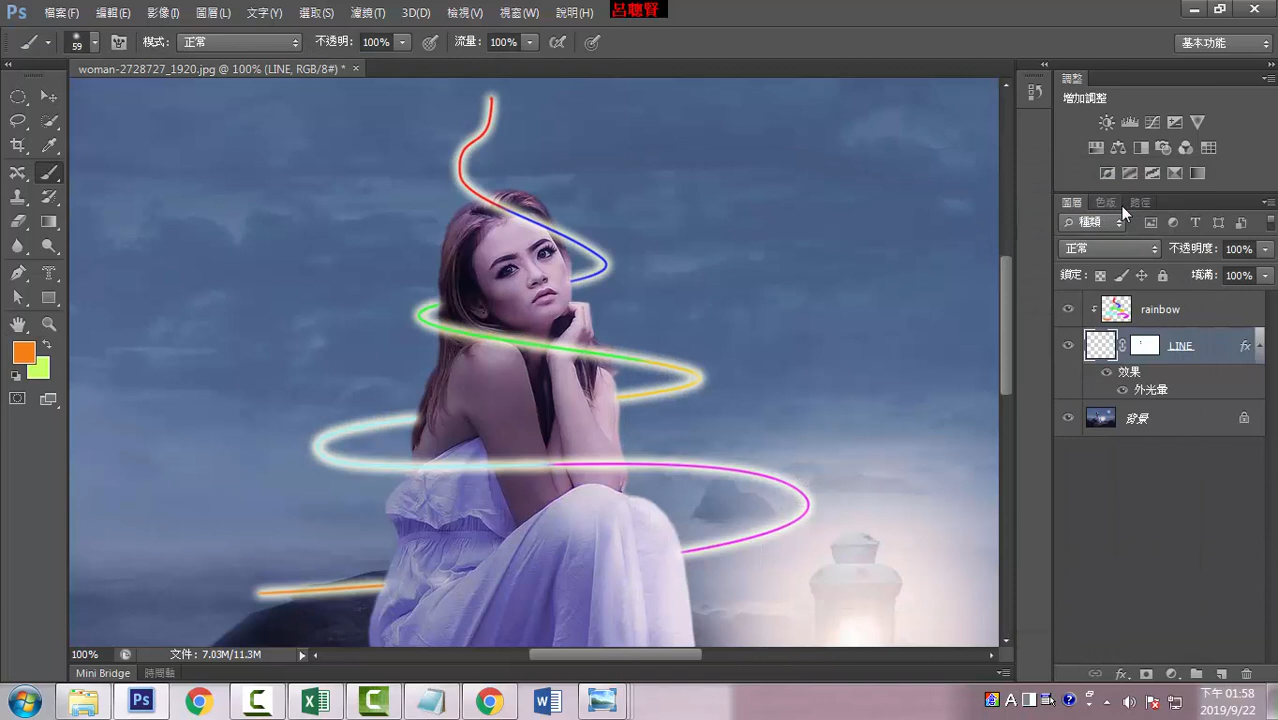 Ps 檔案(F) 編輯(E) 影像(I) 圖層(L) 文字(Y) 選取(S) 濾鏡(T) 3D(D) 檢視(V) 視窗(W) 說明(H) 呂聰賢
59 模式: 正常 不透明: 100% 流量: 100% 基本功能
woman-2728727_1920.jpg @ 100% (LINE, RGB/8#) * ×
調整
增加調整
圖層 色版 路徑
種類 T
正常 不透明度: 100%
鎖定: 填滿: 100%
rainbow
LINE fx
效果
外光暈
背景
100% 文件: 7.03M/11.3M
Mini Bridge 時間軸
fx
Ps A 下午 01:58
2019/9/22